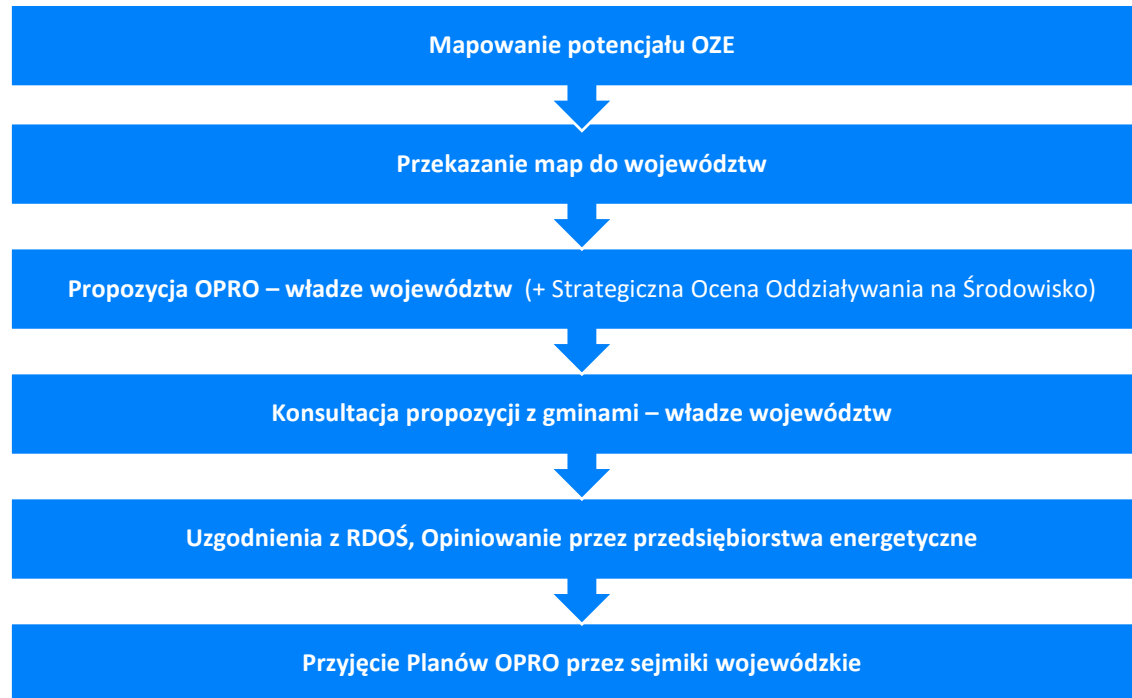 Mapowanie potencjału OZE
Przekazanie map do województw
Propozycja OPRO – władze województw (+ Strategiczna Ocena Oddziaływania na Środowisko)
Konsultacja propozycji z gminami – władze województw
Uzgodnienia z RDOŚ, Opiniowanie przez przedsiębiorstwa energetyczne
Przyjęcie Planów OPRO przez sejmiki wojewódzkie